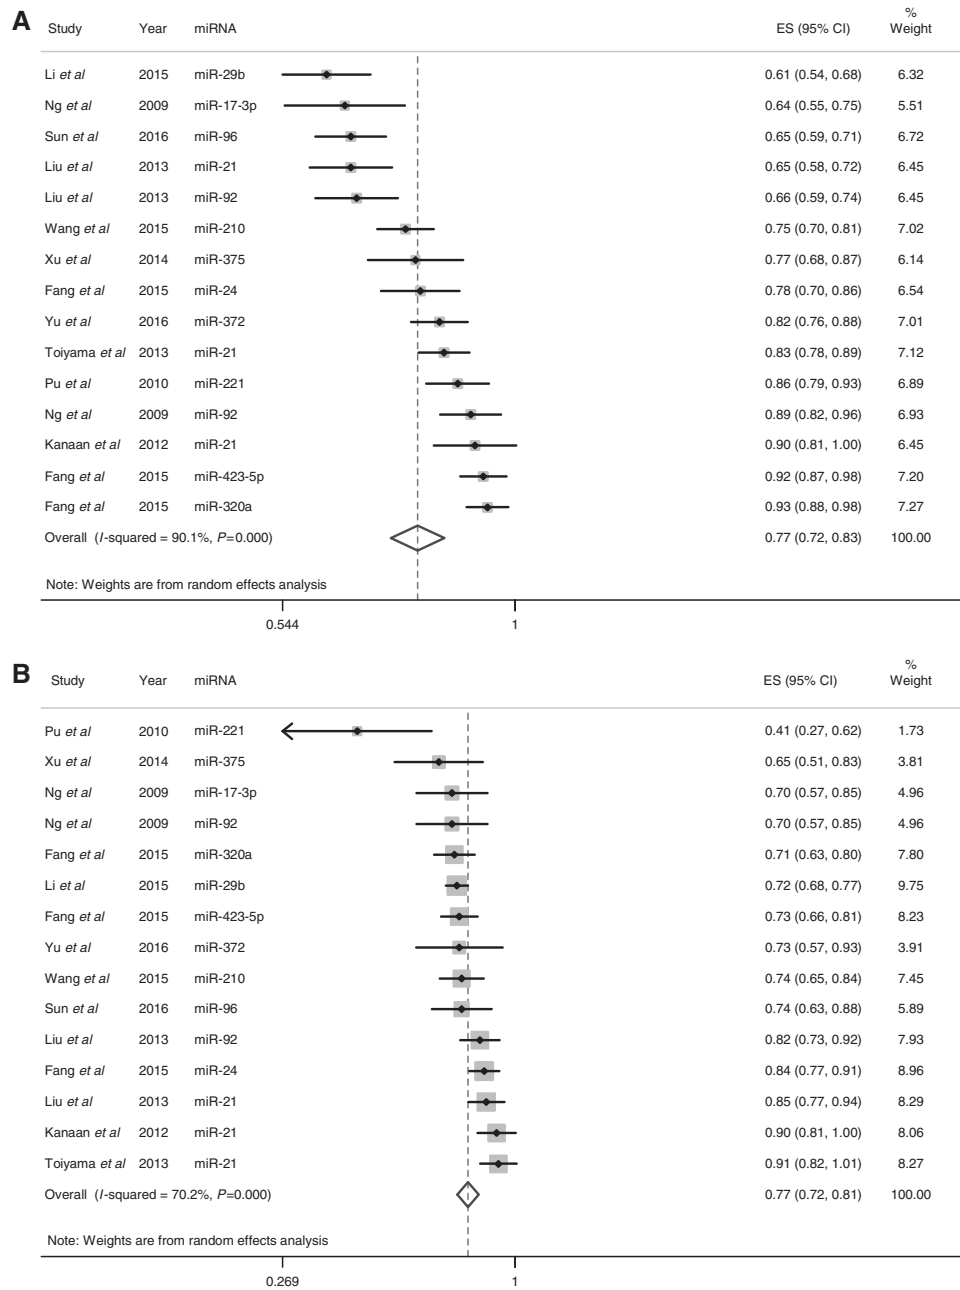 A
Study Year miRNA ES (95% CI) % Weight
Li et al 2015 miR-29b 0.61 (0.54, 0.68) 6.32
Ng et al 2009 miR-17-3p 0.64 (0.55, 0.75) 5.51
Sun et al 2016 miR-96 0.65 (0.59, 0.71) 6.72
Liu et al 2013 miR-21 0.65 (0.58, 0.72) 6.45
Liu et al 2013 miR-92 0.66 (0.59, 0.74) 6.45
Wang et al 2015 miR-210 0.75 (0.70, 0.81) 7.02
Xu et al 2014 miR-375 0.77 (0.68, 0.87) 6.14
Fang et al 2015 miR-24 0.78 (0.70, 0.86) 6.54
Yu et al 2016 miR-372 0.82 (0.76, 0.88) 7.01
Toiyama et al 2013 miR-21 0.83 (0.78, 0.89) 7.12
Pu et al 2010 miR-221 0.86 (0.79, 0.93) 6.89
Ng et al 2009 miR-92 0.89 (0.82, 0.96) 6.93
Kanaan et al 2012 miR-21 0.90 (0.81, 1.00) 6.45
Fang et al 2015 miR-423-5p 0.92 (0.87, 0.98) 7.20
Fang et al 2015 miR-320a 0.93 (0.88, 0.98) 7.27
Overall (I-squared = 90.1%, P=0.000) 0.77 (0.72, 0.83) 100.00
Note: Weights are from random effects analysis
0.544 1
B
Study Year miRNA ES (95% CI) % Weight
Pu et al 2010 miR-221 0.41 (0.27, 0.62) 1.73
Xu et al 2014 miR-375 0.65 (0.51, 0.83) 3.81
Ng et al 2009 miR-17-3p 0.70 (0.57, 0.85) 4.96
Ng et al 2009 miR-92 0.70 (0.57, 0.85) 4.96
Fang et al 2015 miR-320a 0.71 (0.63, 0.80) 7.80
Li et al 2015 miR-29b 0.72 (0.68, 0.77) 9.75
Fang et al 2015 miR-423-5p 0.73 (0.66, 0.81) 8.23
Yu et al 2016 miR-372 0.73 (0.57, 0.93) 3.91
Wang et al 2015 miR-210 0.74 (0.65, 0.84) 7.45
Sun et al 2016 miR-96 0.74 (0.63, 0.88) 5.89
Liu et al 2013 miR-92 0.82 (0.73, 0.92) 7.93
Fang et al 2015 miR-24 0.84 (0.77, 0.91) 8.96
Liu et al 2013 miR-21 0.85 (0.77, 0.94) 8.29
Kanaan et al 2012 miR-21 0.90 (0.81, 1.00) 8.06
Toiyama et al 2013 miR-21 0.91 (0.82, 1.01) 8.27
Overall (I-squared = 70.2%, P=0.000) 0.77 (0.72, 0.81) 100.00
Note: Weights are from random effects analysis
0.269 1